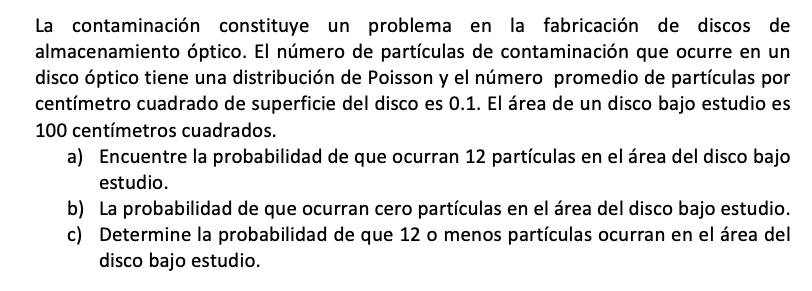 La contaminación constituye un problema en la fabricación de discos de
almacenamiento óptico. El número de partículas de contaminación que ocurre en un
disco óptico tiene una distribución de Poisson y el número promedio de partículas por
centímetro cuadrado de superficie del disco es 0.1. El área de un disco bajo estudio es
100 centímetros cuadrados.
a) Encuentre la probabilidad de que ocurran 12 partículas en el área del disco bajo
estudio.
b) La probabilidad de que ocurran cero partículas en el área del disco bajo estudio.
c) Determine la probabilidad de que 12 o menos partículas ocurran en el área del
disco bajo estudio.